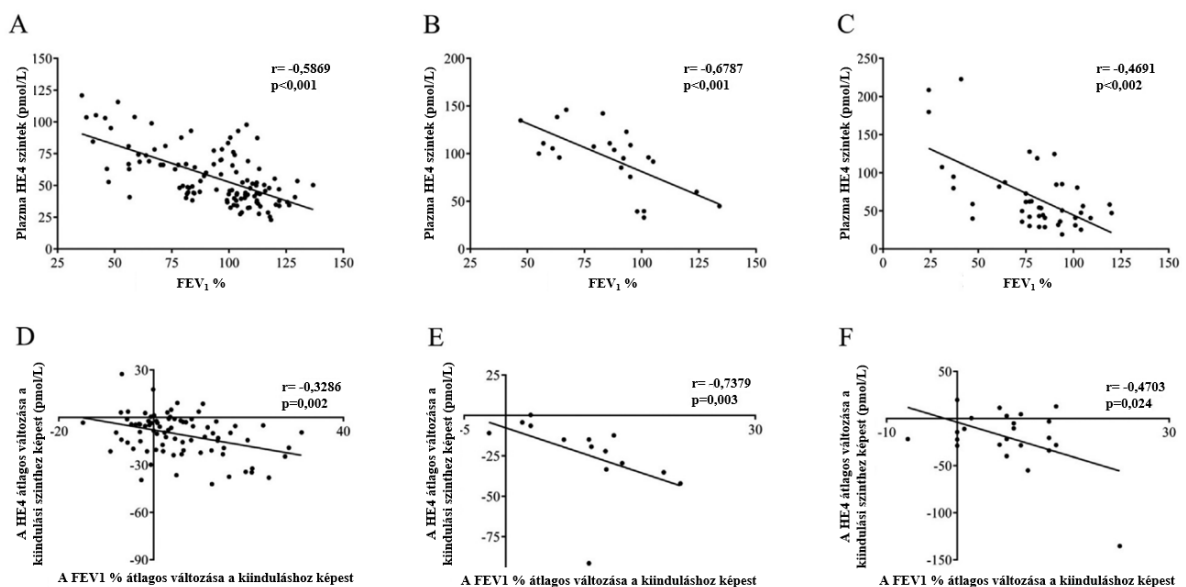 A
r= -0,5869
p<0,001
Plazma HE4 szintek (pmol/L)
150
125
100
75
50
25
0
25
50
75
100
125
150
FEV1 %
B
r= -0,6787
p<0,001
Plazma HE4 szintek (pmol/L)
200
150
100
50
0
25
50
75
100
125
150
FEV1 %
C
r= -0,4691
p<0,002
Plazma HE4 szintek (pmol/L)
250
200
150
100
50
0
0
25
50
75
100
125
150
FEV1 %
D
r= -0,3286
p=0,002
A HE4 átlagos változása a
kiindulási szinthez képest (pmol/L)
30
-20
40
-30
-60
-90
A FEV1 % átlagos változása a kiinduláshoz képest
E
r= -0,7379
p=0,003
A HE4 átlagos változása a
kiindulási szinthez képest (pmol/L)
25
-5
30
-25
-50
-75
A FEV1 % átlagos változása a kiinduláshoz képest
F
r= -0,4703
p=0,024
A HE4 átlagos változása a
kiindulási szinthez képest (pmol/L)
50
-10
30
-50
-100
-150
A FEV1 % átlagos változása a kiinduláshoz képest